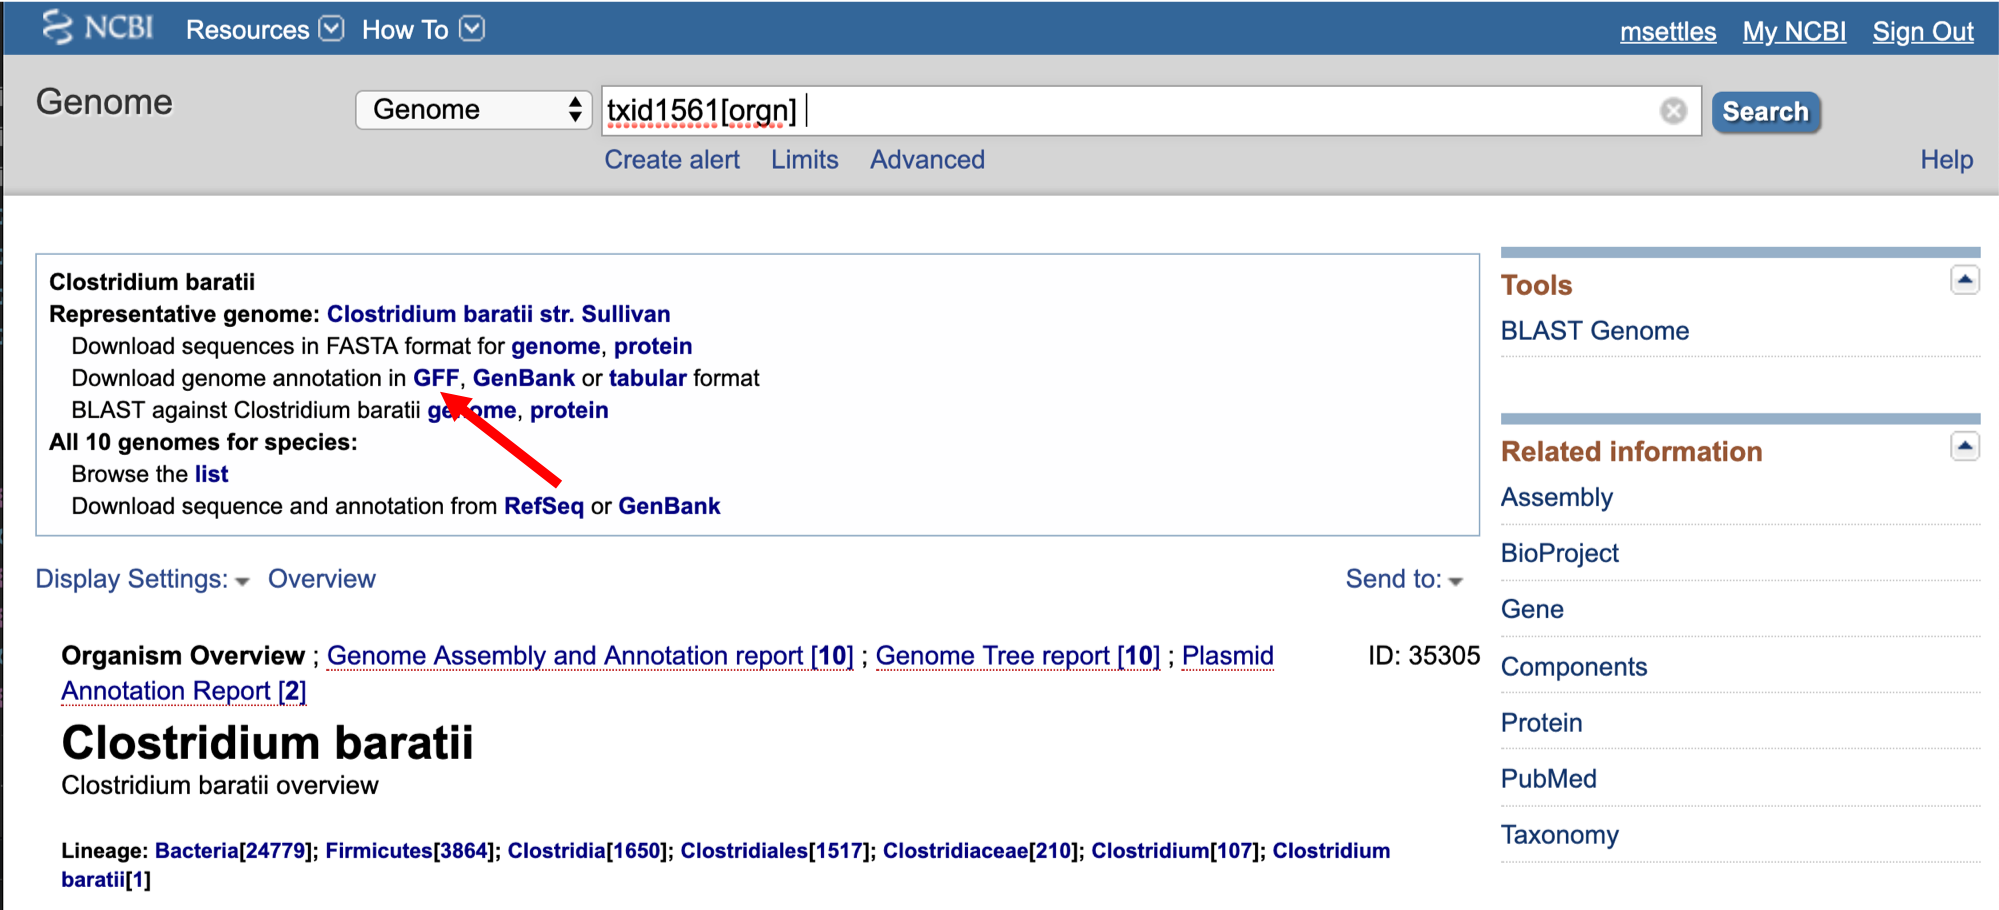 NCBI Resources How To msettles My NCBI Sign Out
Genome Genome txid1561[orgn] Search
Create alert Limits Advanced Help
Clostridium baratii
Representative genome: Clostridium baratii str. Sullivan
Download sequences in FASTA format for genome, protein
Download genome annotation in GFF, GenBank or tabular format
BLAST against Clostridium baratii genome, protein
All 10 genomes for species:
Browse the list
Download sequence and annotation from RefSeq or GenBank
Display Settings: Overview Send to:
Organism Overview ; Genome Assembly and Annotation report [10] ; Genome Tree report [10] ; Plasmid
Annotation Report [2]
ID: 35305
Clostridium baratii
Clostridium baratii overview
Lineage: Bacteria[24779]; Firmicutes[3864]; Clostridia[1650]; Clostridiales[1517]; Clostridiaceae[210]; Clostridium[107]; Clostridium
baratii[1]
Tools
BLAST Genome
Related information
Assembly
BioProject
Gene
Components
Protein
PubMed
Taxonomy